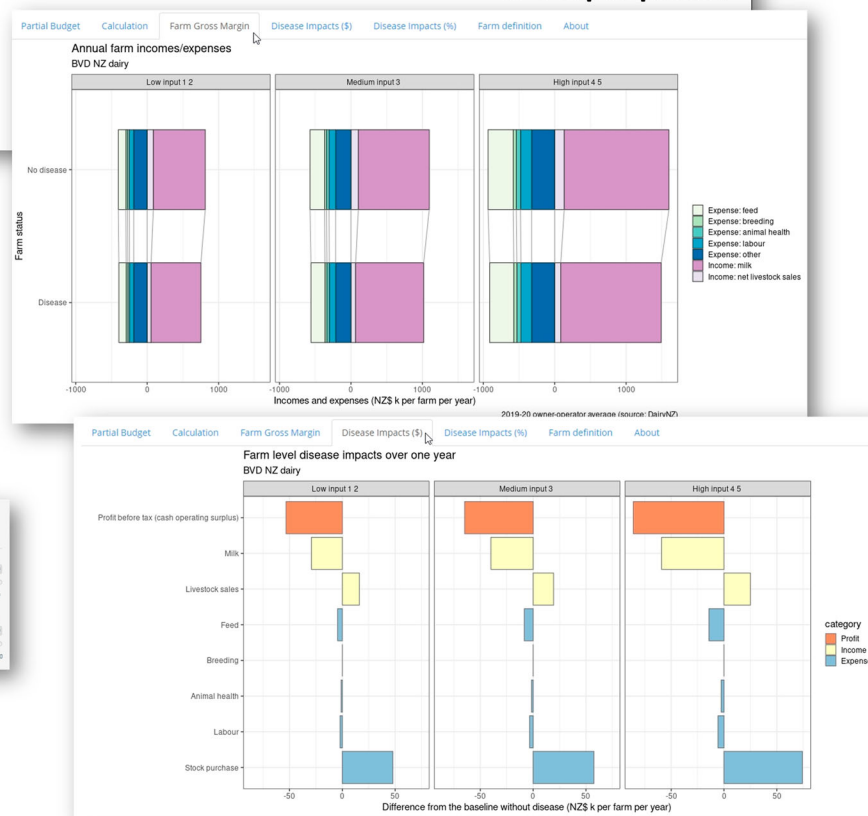 Partial Budget Calculation Farm Gross Margin Disease Impacts ($) Disease Impacts (%) Farm definition About
Annual farm incomes/expenses
BVD NZ dairy
Low input 1 2 Medium input 3 High input 4 5
Farm status
No disease
Disease
Expense: feed
Expense: breeding
Expense: animal health
Expense: labour
Expense: other
Income: milk
Income: net livestock sales
-1000 0 1000 -1000 0 1000 -1000 0 1000
Incomes and expenses (NZ$ k per farm per year)
2019-20 owner-operator average (source: DairyNZ)
Partial Budget Calculation Farm Gross Margin Disease Impacts ($) Disease Impacts (%) Farm definition About
Farm level disease impacts over one year
BVD NZ dairy
Low input 1 2 Medium input 3 High input 4 5
Profit before tax (cash operating surplus)
Milk
Livestock sales
Feed
Breeding
Animal health
Labour
Stock purchase
category
Profit
Income
Expense
-50 0 50 -50 0 50 -50 0 50
Difference from the baseline without disease (NZ$ k per farm per year)